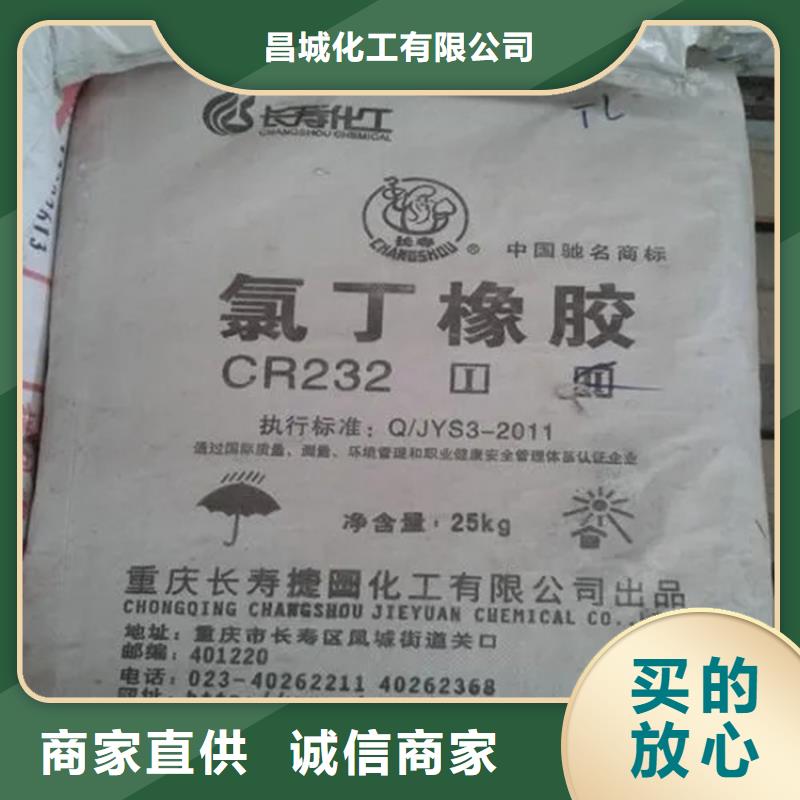 昌城化工有限公司
长寿化工
CHANGSHOU CHEMICAL
TL
长寿
CHANGSHOU
® 中国驰名商标
氯丁橡胶
CR232 Ⅰ Ⅱ
执行标准：Q/JYS3-2011
通过国际质量、测量、环境管理和职业健康安全管理体系认证企业
净含量：25kg
重庆长寿捷圆化工有限公司出品
CHONGQING CHANGSHOU JIEYUAN CHEMICAL CO.,
地址：重庆市长寿区凤城街道关口
邮编：401220
电话：023-40262211 40262368
网址：
商家直供 诚信商家
买的
放心